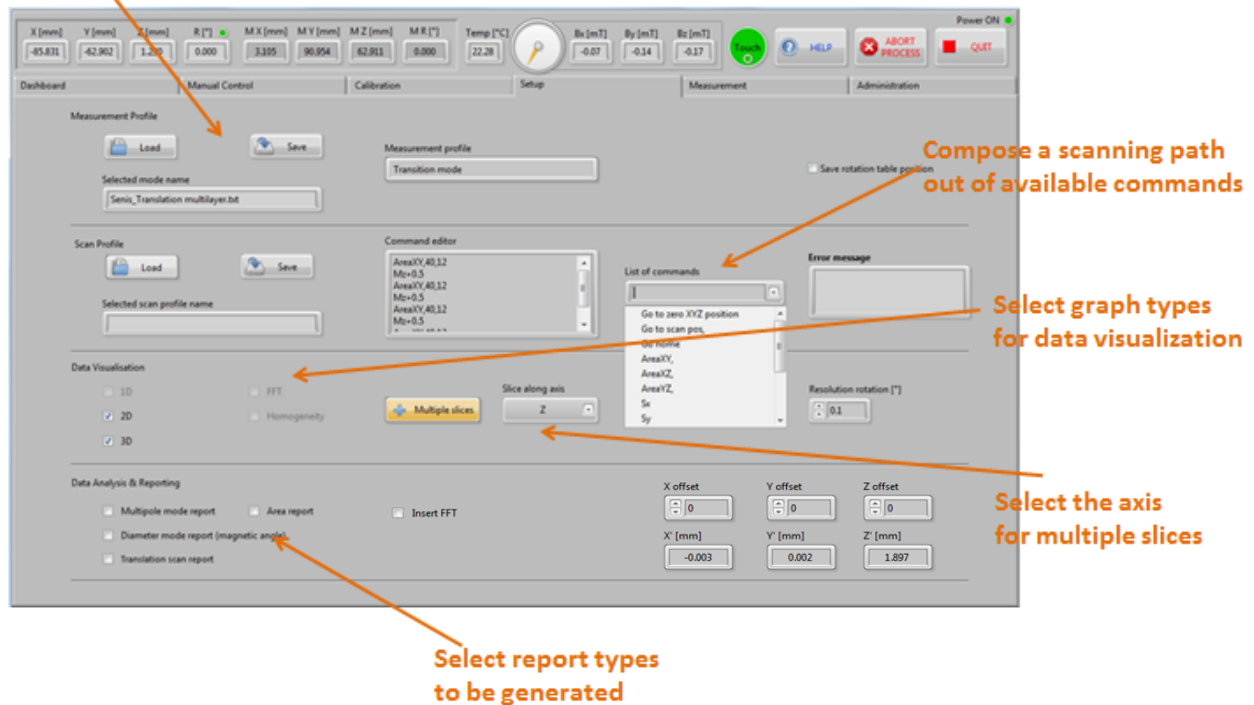 Power ON
X [mm] Y [mm] Z [mm] R [°] M X [mm] M Y [mm] M Z [mm] M R [°] Temp [°C] Bx [mT] By [mT] Bz [mT]
-85.831 -62.902 0.000 3.105 90.954 62.911 0.000 22.28 -0.07 -0.14 -0.17 Touch HELP ABORT PROCESS QUIT
Dashboard Manual Control Calibration Setup Measurement Administration
Measurement Profile
Load Save
Measurement profile
Transition mode
Save rotation table position
Selected mode name
Senis_Translation multilayer.txt
Compose a scanning path
out of available commands
Scan Profile
Load Save
Selected scan profile name
Command editor
AreaXY,40,12
Mz+0.5
AreaXY,40,12
Mz+0.5
AreaXY,40,12
Mz+0.5
List of commands
Go to zero XYZ position
Go to scan pos,
Go home
AreaXY,
AreaXZ,
AreaYZ,
Sx
Sy
Error message
Select graph types
for data visualization
Data Visualisation
1D FFT
2D Homogeneity
3D
Multiple slices
Slice along axis
Z
Resolution rotation [°]
0.1
Select the axis
for multiple slices
Data Analysis & Reporting
Multipole mode report Area report Insert FFT
Diameter mode report (magnetic angle),
Translation scan report
X offset Y offset Z offset
0 0 0
X' [mm] Y' [mm] Z' [mm]
-0.003 0.002 1.897
Select report types
to be generated